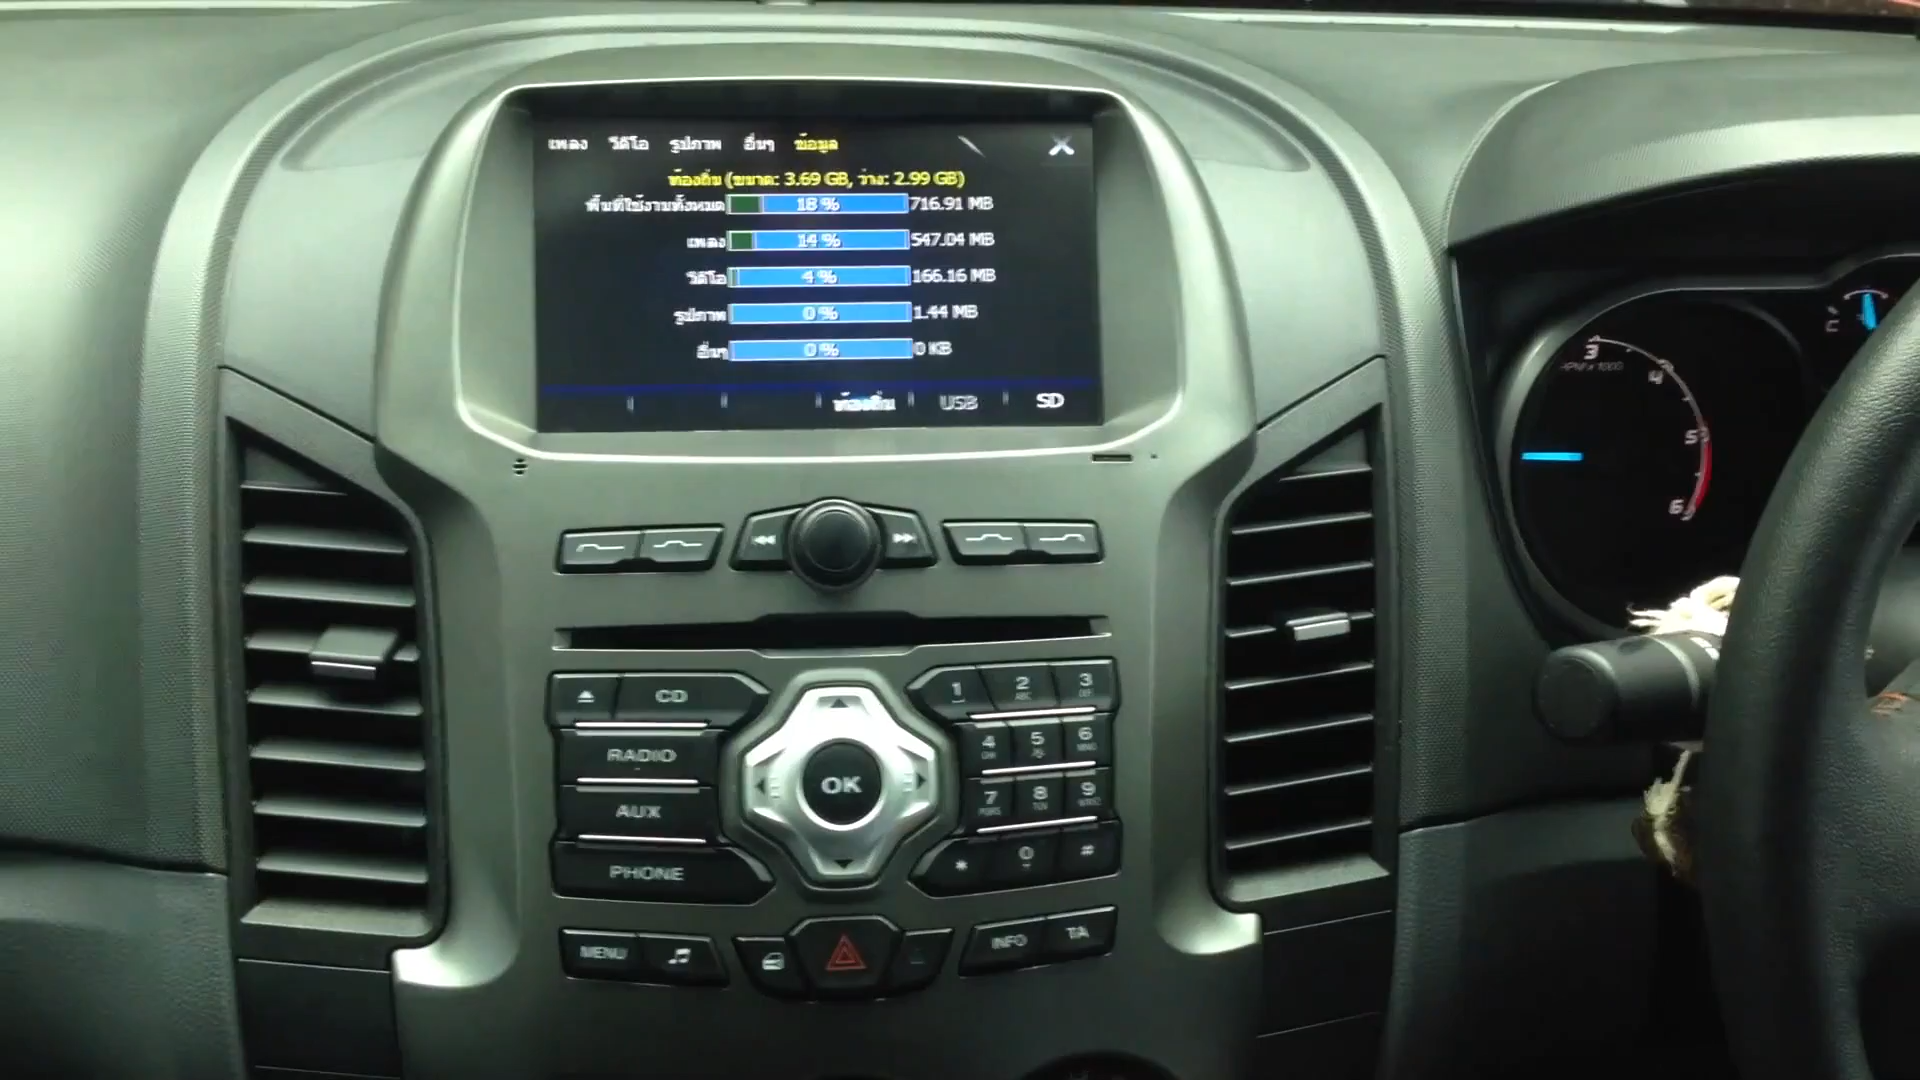 เพลง วีดีโอ รูปภาพ อื่นๆ ข้อมูล
ท้องถิ่น (ขนาด: 3.69 GB, ว่าง: 2.99 GB)
พื้นที่ใช้งานทั้งหมด 18 % 716.91 MB
เพลง 14 % 547.04 MB
วีดีโอ 4 % 166.16 MB
รูปภาพ 0 % 1.44 MB
อื่นๆ 0 % 0 KB
ท้องถิ่น USB SD
CD
RADIO
AUX
PHONE
OK
1 2 ABC 3 DEF
4 GHI 5 JKL 6 MNO
7 PQRS 8 TUV 9 WXYZ
* 0 #
MENU
INFO TA
3 4 5 6
RPM x 1000
C